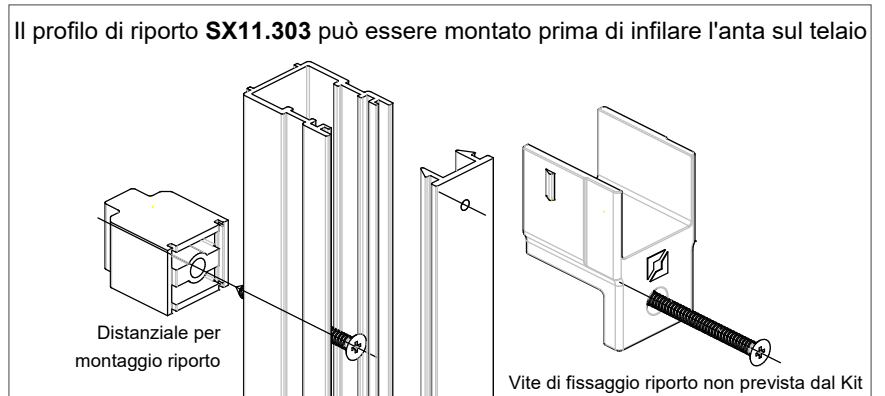 Il profilo di riporto SX11.303 può essere montato prima di infilare l'anta sul telaio
Distanziale per
montaggio riporto
Vite di fissaggio riporto non prevista dal Kit